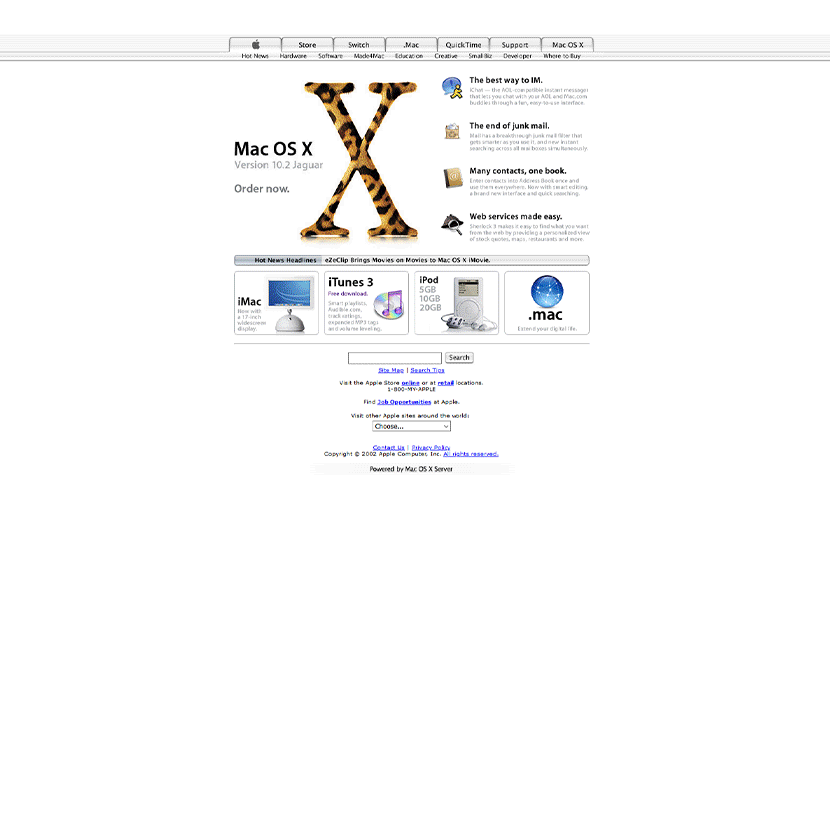 Store Switch .Mac QuickTime Support Mac OS X
Hot News Hardware Software Made4Mac Education Creative SmallBiz Developer Where to Buy
Mac OS X
Version 10.2 Jaguar
Order now.
X
The best way to IM.
iChat — the AOL-compatible instant messager
that lets you chat with your AOL and Mac.com
buddies through a fun, easy-to-use interface.
The end of junk mail.
Mail has a breakthrough junk mail filter that
gets smarter as you use it, and new instant
searching across all mailboxes simultaneously.
Many contacts, one book.
Enter contacts into Address Book once and
use them everywhere. Now with smart editing,
a brand new interface and quick searching.
Web services made easy.
Sherlock 3 makes it easy to find what you want
from the web by providing a personalized view
of stock quotes, maps, restaurants and more.
Hot News Headlines eZeClip Brings Movies on Movies to Mac OS X iMovie.
iMac
Now with
a 17-inch
widescreen
display.
iTunes 3
Free download.
Smart playlists,
Audible.com,
track ratings,
expanded MP3 tags
and volume leveling.
iPod
5GB
10GB
20GB
.mac
Extend your digital life.
Search
Site Map | Search Tips
Visit the Apple Store online or at retail locations.
1-800-MY-APPLE
Find Job Opportunities at Apple.
Visit other Apple sites around the world:
Choose...
Contact Us | Privacy Policy
Copyright © 2002 Apple Computer, Inc. All rights reserved.
Powered by Mac OS X Server